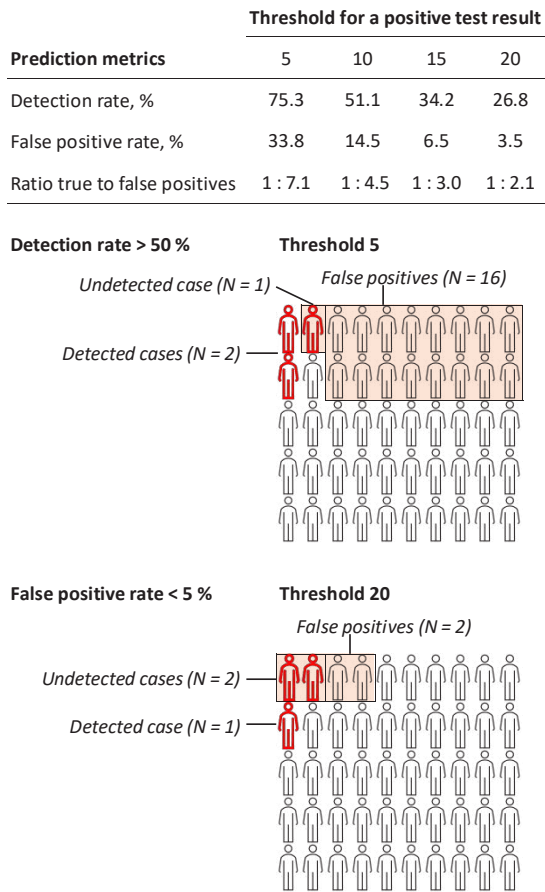 Threshold for a positive test result
Prediction metrics 5 10 15 20
Detection rate, % 75.3 51.1 34.2 26.8
False positive rate, % 33.8 14.5 6.5 3.5
Ratio true to false positives 1 : 7.1 1 : 4.5 1 : 3.0 1 : 2.1
Detection rate > 50 % Threshold 5
Undetected case (N = 1) False positives (N = 16)
Detected cases (N = 2)
False positive rate < 5 % Threshold 20
False positives (N = 2)
Undetected cases (N = 2)
Detected case (N = 1)